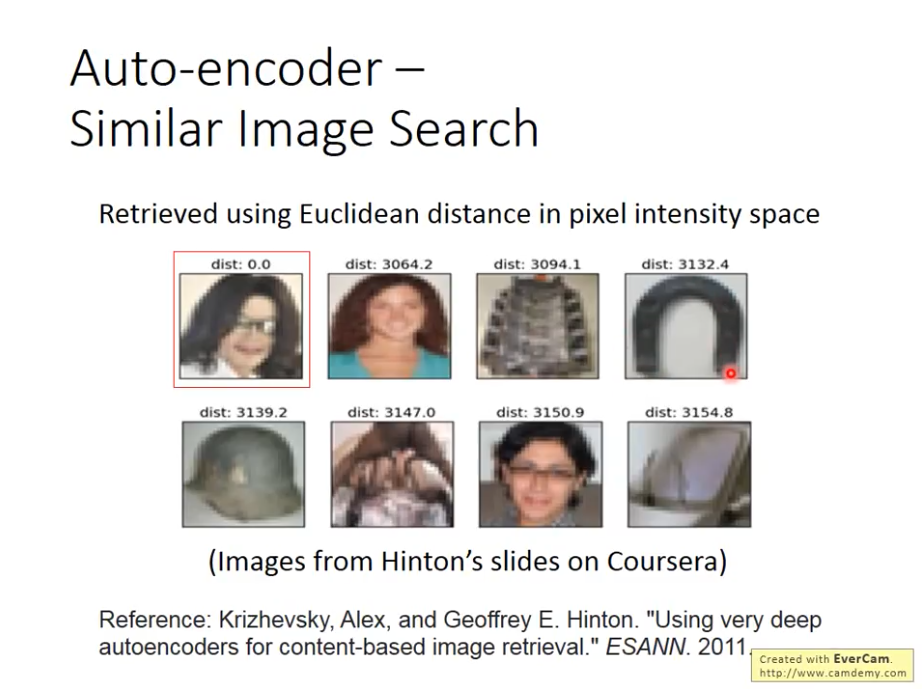 Auto-encoder –
Similar Image Search
Retrieved using Euclidean distance in pixel intensity space
dist: 0.0 dist: 3064.2 dist: 3094.1 dist: 3132.4
dist: 3139.2 dist: 3147.0 dist: 3150.9 dist: 3154.8
(Images from Hinton's slides on Coursera)
Reference: Krizhevsky, Alex, and Geoffrey E. Hinton. "Using very deep
autoencoders for content-based image retrieval." ESANN. 2011.
Created with EverCam.
http://www.camdemy.com